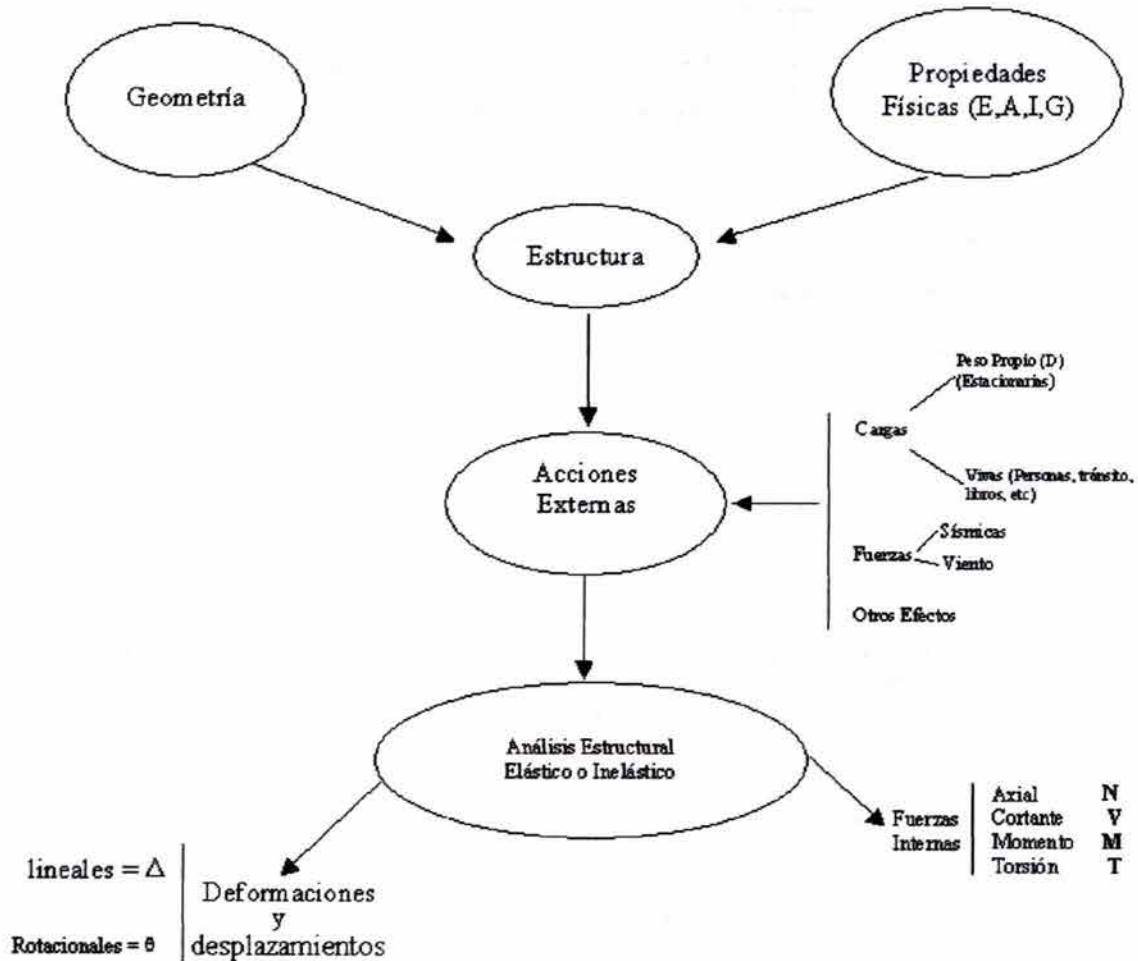 Geometría
Propiedades
Físicas (E,A,I,G)
Estructura
Acciones
Externas
Cargas
Peso Propio (D)
(Estacionarias)
Vivas (Personas, tránsito,
libros, etc)
Fuerzas
Sísmicas
Viento
Otros Efectos
Análisis Estructural
Elástico o Inelástico
Fuerzas
Internas
Axial N
Cortante V
Momento M
Torsión T
lineales = Δ
Rotacionales = θ
Deformaciones
y
desplazamientos